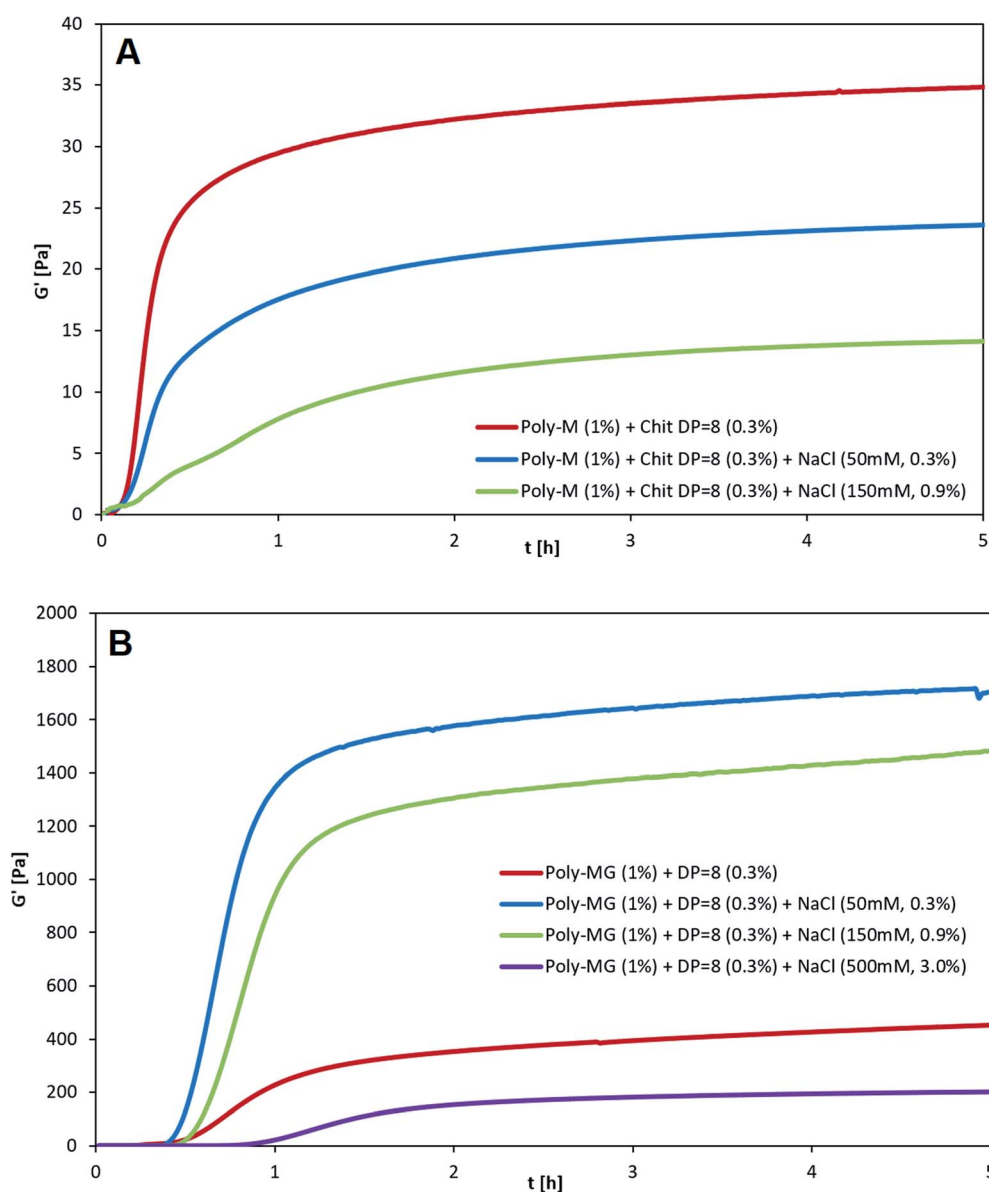 A
40
35
30
25
20
15
10
5
0
G' [Pa]
Poly-M (1%) + Chit DP=8 (0.3%)
Poly-M (1%) + Chit DP=8 (0.3%) + NaCl (50mM, 0.3%)
Poly-M (1%) + Chit DP=8 (0.3%) + NaCl (150mM, 0.9%)
0 1 2 3 4 5
t [h]
B
2000
1800
1600
1400
1200
1000
800
600
400
200
0
G' [Pa]
Poly-MG (1%) + DP=8 (0.3%)
Poly-MG (1%) + DP=8 (0.3%) + NaCl (50mM, 0.3%)
Poly-MG (1%) + DP=8 (0.3%) + NaCl (150mM, 0.9%)
Poly-MG (1%) + DP=8 (0.3%) + NaCl (500mM, 3.0%)
0 1 2 3 4 5
t [h]